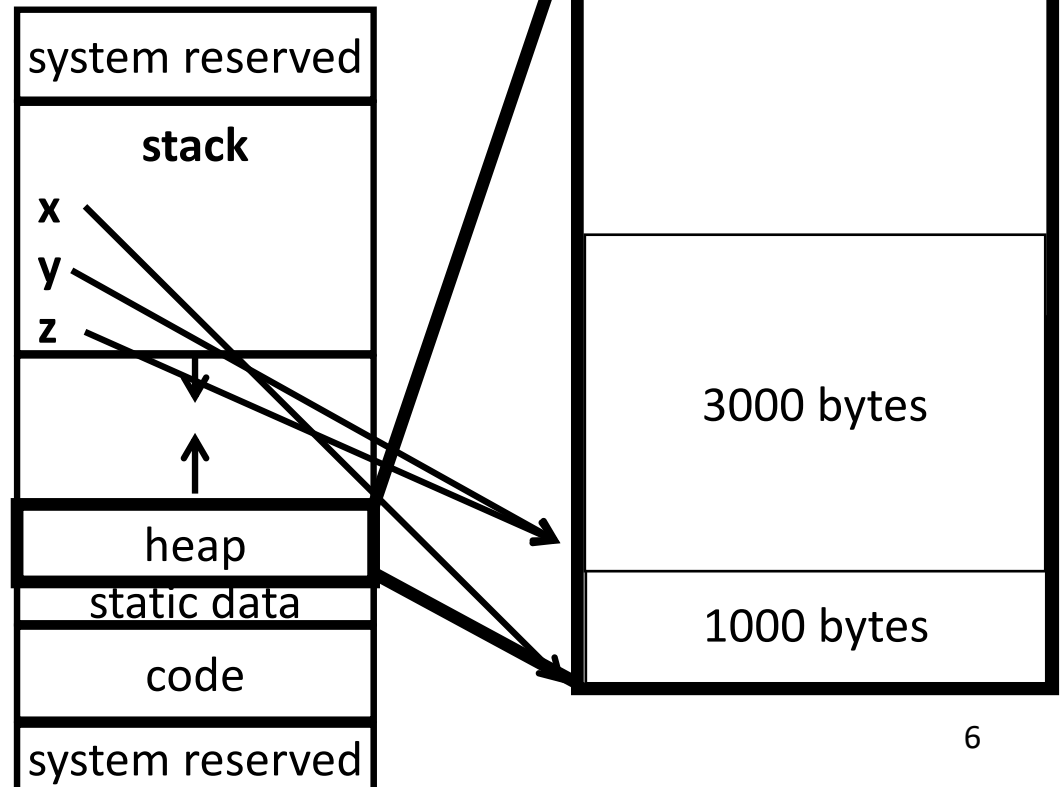 system reserved
stack
x
y
z
heap
static data
code
system reserved
3000 bytes
1000 bytes
6